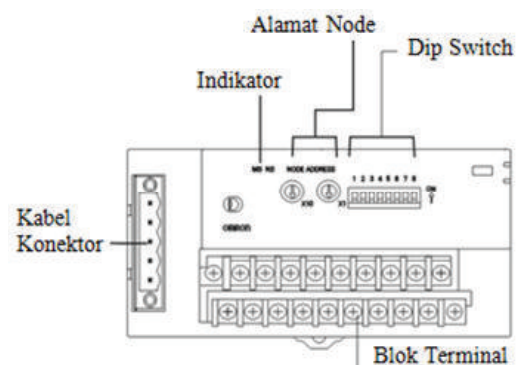 Alamat Node
Dip Switch
Indikator
MS NS NODE ADDRESS
1 2 3 4 5 6 7 8
ON
X10 X1
OMRON
Kabel
Konektor
Blok Terminal